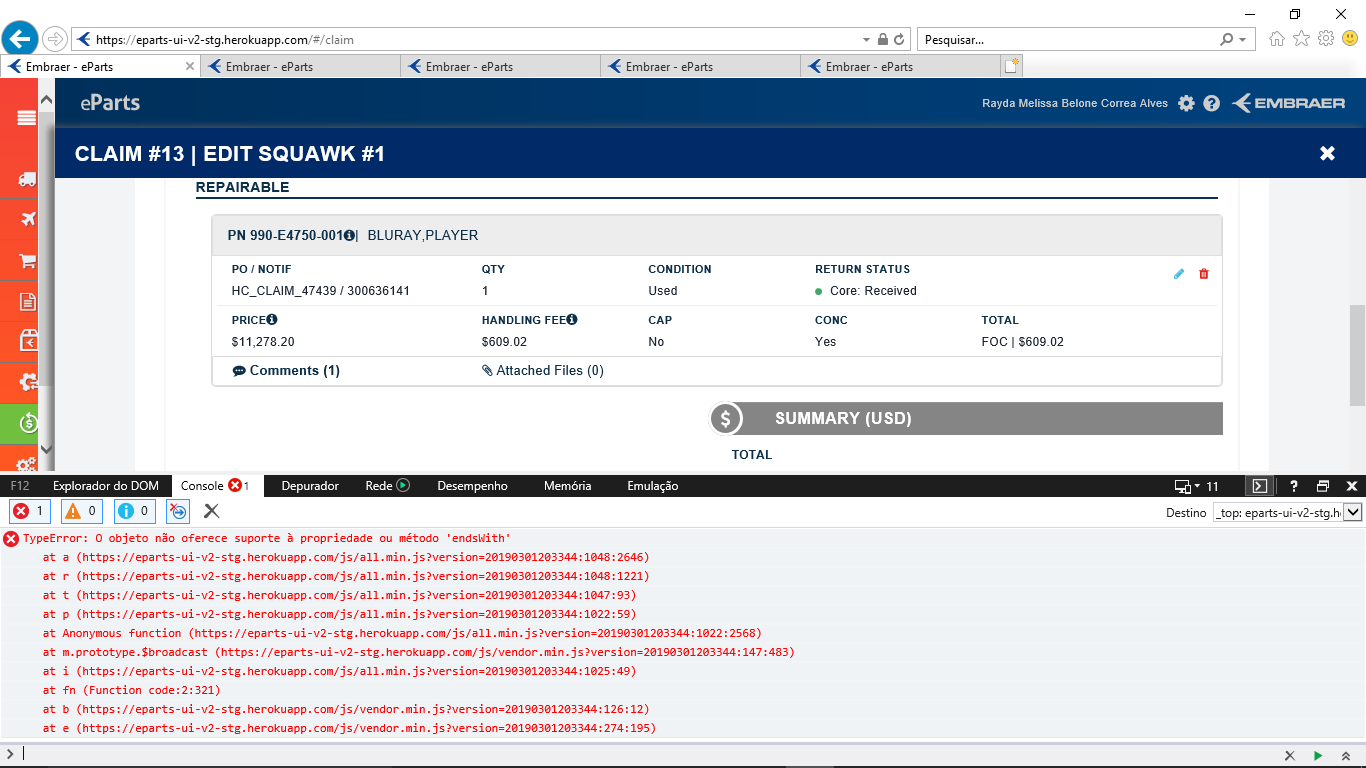 https://eparts-ui-v2-stg.herokuapp.com/#/claim
Pesquisar...
Embraer - eParts
Embraer - eParts
Embraer - eParts
Embraer - eParts
Embraer - eParts
eParts
Rayda Melissa Belone Correa Alves
EMBRAER
CLAIM #13 | EDIT SQUAWK #1
REPAIRABLE
PN 990-E4750-001 | BLURAY,PLAYER
PO / NOTIF QTY CONDITION RETURN STATUS
HC_CLAIM_47439 / 300636141 1 Used Core: Received
PRICE HANDLING FEE CAP CONC TOTAL
$11,278.20 $609.02 No Yes FOC | $609.02
Comments (1) Attached Files (0)
$ SUMMARY (USD)
TOTAL
F12 Explorador do DOM Console 1 Depurador Rede Desempenho Memória Emulação 11 ?
1 0 0
Destino _top: eparts-ui-v2-stg.h
TypeError: O objeto não oferece suporte à propriedade ou método 'endsWith'
at a (https://eparts-ui-v2-stg.herokuapp.com/js/all.min.js?version=20190301203344:1048:2646)
at r (https://eparts-ui-v2-stg.herokuapp.com/js/all.min.js?version=20190301203344:1048:1221)
at t (https://eparts-ui-v2-stg.herokuapp.com/js/all.min.js?version=20190301203344:1047:93)
at p (https://eparts-ui-v2-stg.herokuapp.com/js/all.min.js?version=20190301203344:1022:59)
at Anonymous function (https://eparts-ui-v2-stg.herokuapp.com/js/all.min.js?version=20190301203344:1022:2568)
at m.prototype.$broadcast (https://eparts-ui-v2-stg.herokuapp.com/js/vendor.min.js?version=20190301203344:147:483)
at i (https://eparts-ui-v2-stg.herokuapp.com/js/all.min.js?version=20190301203344:1025:49)
at fn (Function code:2:321)
at b (https://eparts-ui-v2-stg.herokuapp.com/js/vendor.min.js?version=20190301203344:126:12)
at e (https://eparts-ui-v2-stg.herokuapp.com/js/vendor.min.js?version=20190301203344:274:195)